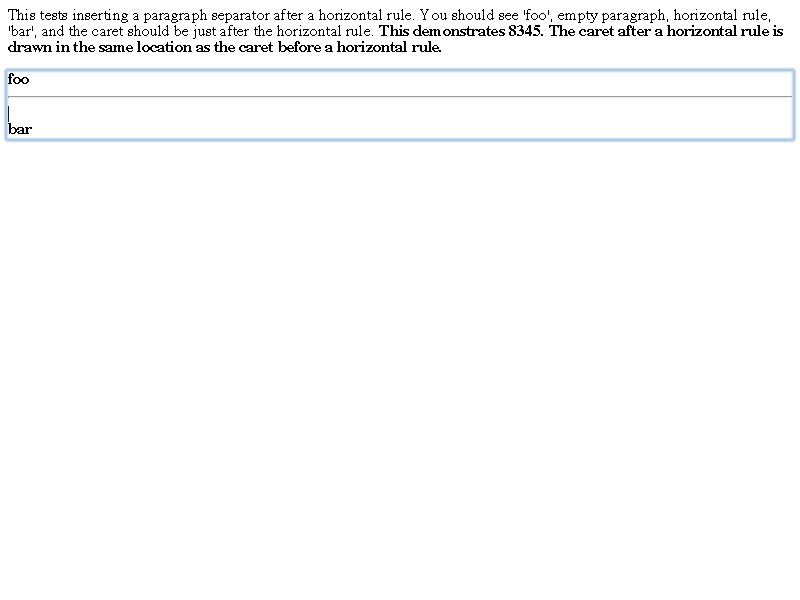 This tests inserting a paragraph separator after a horizontal rule. You should see 'foo', empty paragraph, horizontal rule,
'bar', and the caret should be just after the horizontal rule. This demonstrates 8345. The caret after a horizontal rule is
drawn in the same location as the caret before a horizontal rule.
foo
bar